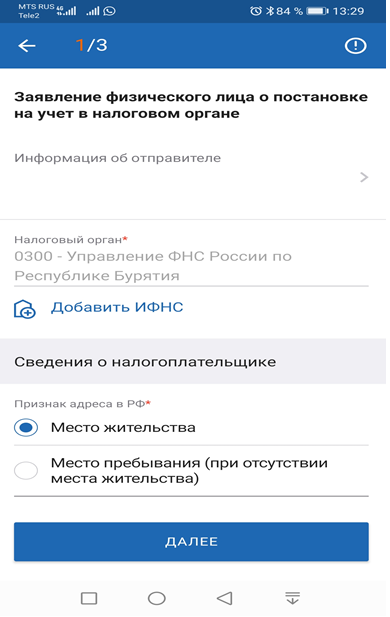 MTS RUS 4G
Tele2
84 %
13:29
1/3
Заявление физического лица о постановке
на учет в налоговом органе
Информация об отправителе
Налоговый орган*
0300 - Управление ФНС России по
Республике Бурятия
Добавить ИФНС
Сведения о налогоплательщике
Признак адреса в РФ*
Место жительства
Место пребывания (при отсутствии
места жительства)
ДАЛЕЕ